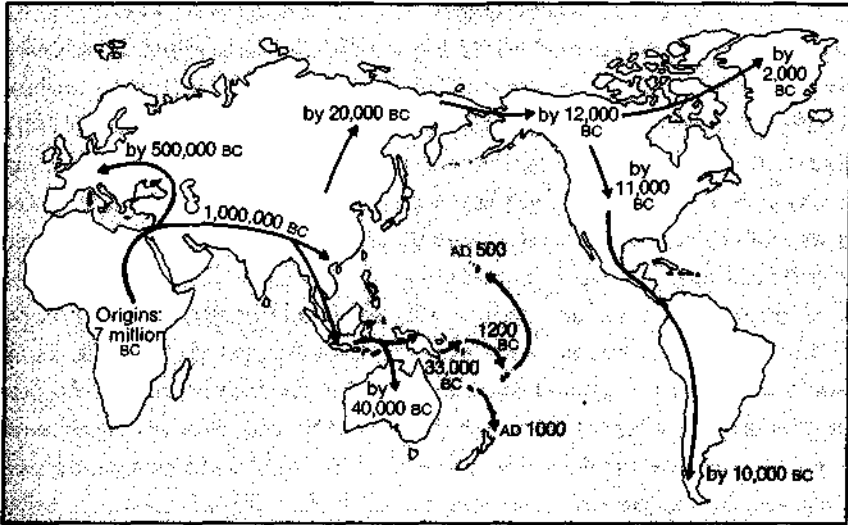 by 500,000 BC
1,000,000 BC
Origins:
7 million
BC
by 20,000 BC
by 12,000
BC
by
2,000
BC
by
11,000
BC
AD 500
1200
BC
33,000
BC
by
40,000 BC
AD 1000
by 10,000 BC